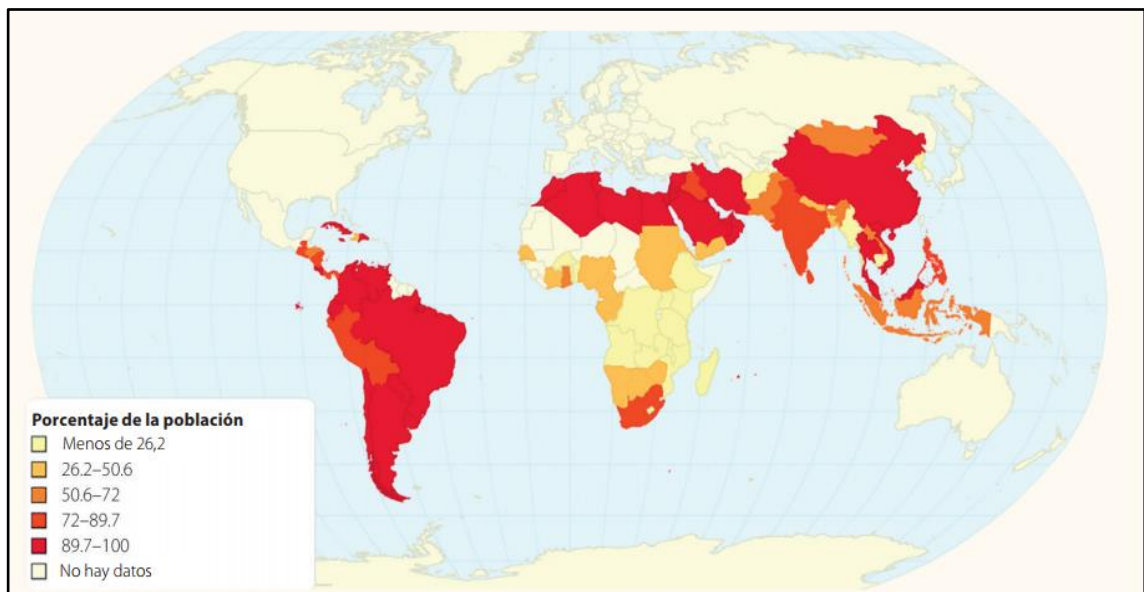 Porcentaje de la población
Menos de 26,2
26.2–50.6
50.6–72
72–89.7
89.7–100
No hay datos